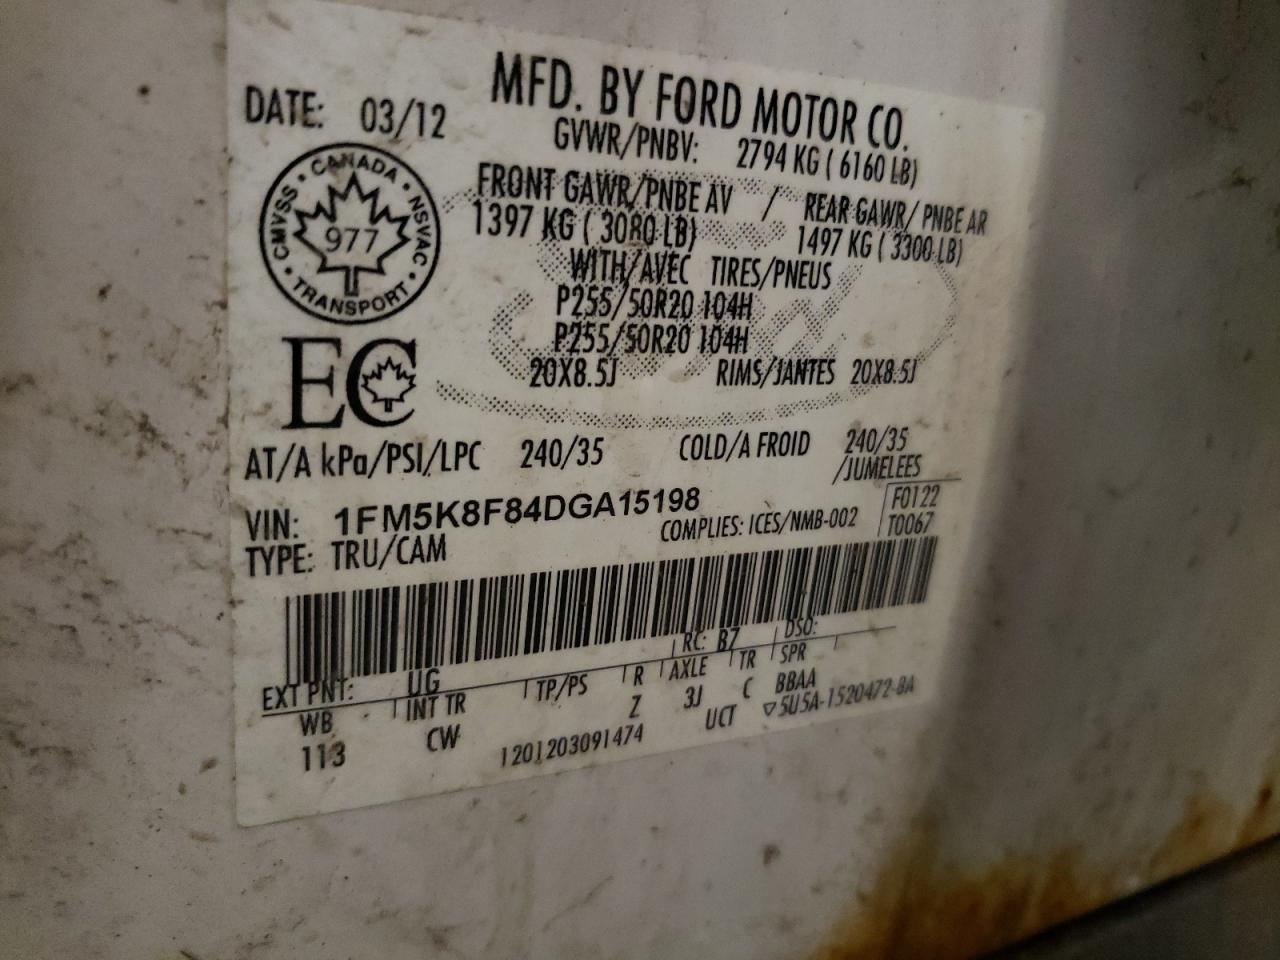 MFD. BY FORD MOTOR CO.
DATE: 03/12
GVWR/PNBV: 2794 KG ( 6160 LB)
FRONT GAWR/PNBE AV / REAR GAWR/ PNBE AR
1397 KG ( 3080 LB) 1497 KG ( 3300 LB)
WITH/AVEC TIRES/PNEUS
P255/50R20 104H
P255/50R20 104H
20X8.5J RIMS/JANTES 20X8.5J
CANADA • NSVAC • TRANSPORT • CMVSS •
977
EC
AT/A kPa/PSI/LPC 240/35 COLD/A FROID 240/35
/JUMELEES
VIN: 1FM5K8F84DGA15198
COMPLIES: ICES/NMB-002
F0122
T0067
TYPE: TRU/CAM
RC: B7 DSO:
EXT PNT: UG
WB INT TR TP/PS R AXLE TR SPR
113 CW Z 3J C BBAA
1201203091474 UCT ▽5U5A-1520472-BA